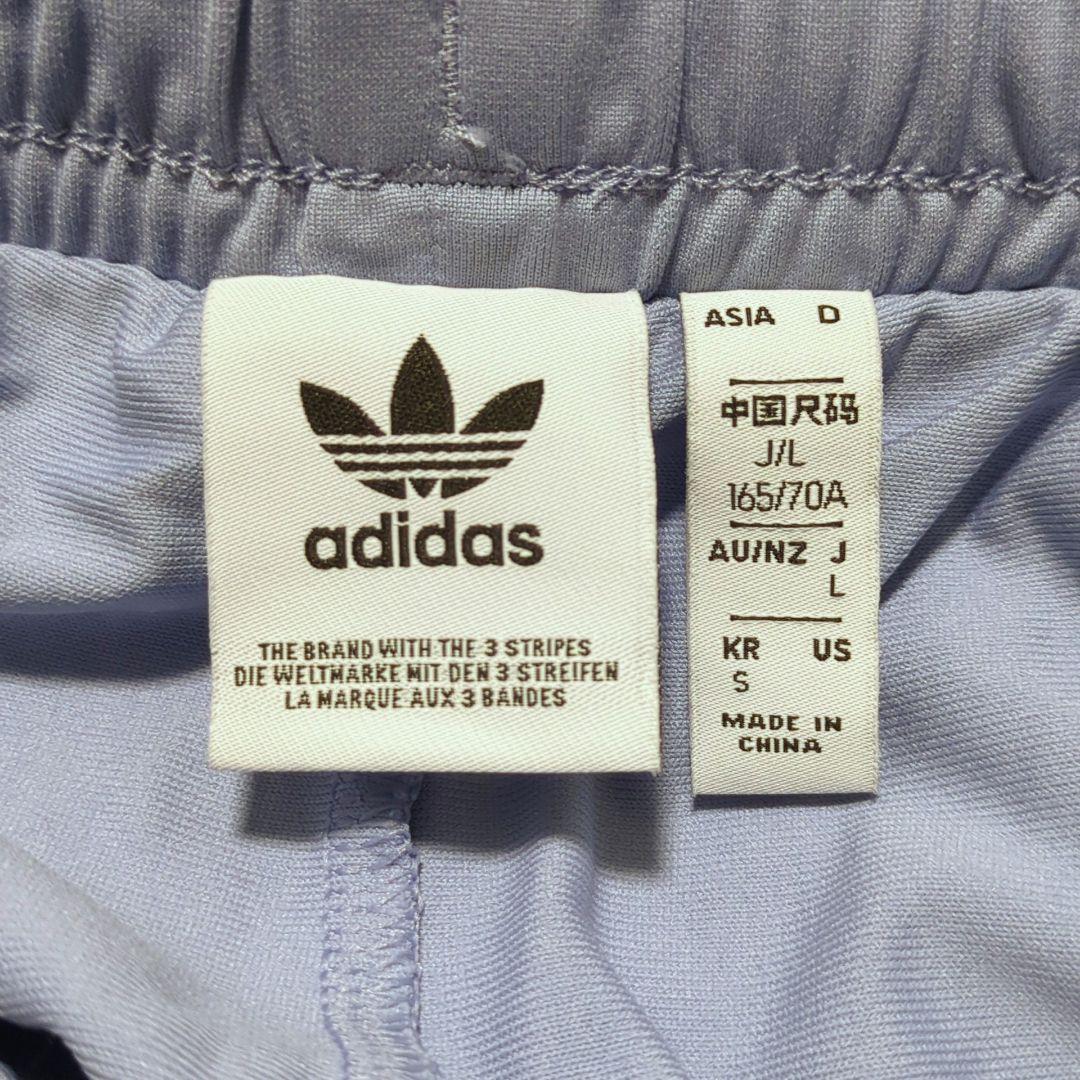 adidas
THE BRAND WITH THE 3 STRIPES
DIE WELTMARKE MIT DEN 3 STREIFEN
LA MARQUE AUX 3 BANDES
ASIA D
中国尺码
J/L
165/70A
AU/NZ J
L
KR US
S
MADE IN
CHINA